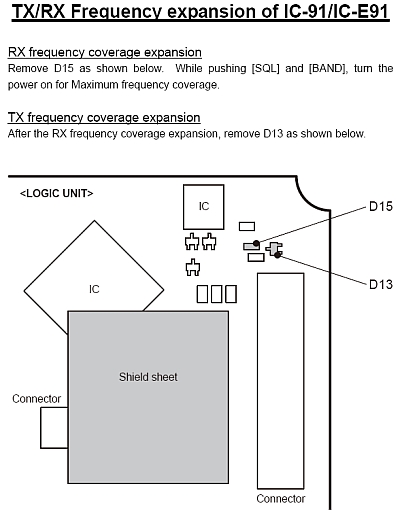 TX/RX Frequency expansion of IC-91/IC-E91
RX frequency coverage expansion
Remove D15 as shown below. While pushing [SQL] and [BAND], turn the
power on for Maximum frequency coverage.
TX frequency coverage expansion
After the RX frequency coverage expansion, remove D13 as shown below.
<LOGIC UNIT>
IC
D15
D13
IC
Shield sheet
Connector
Connector